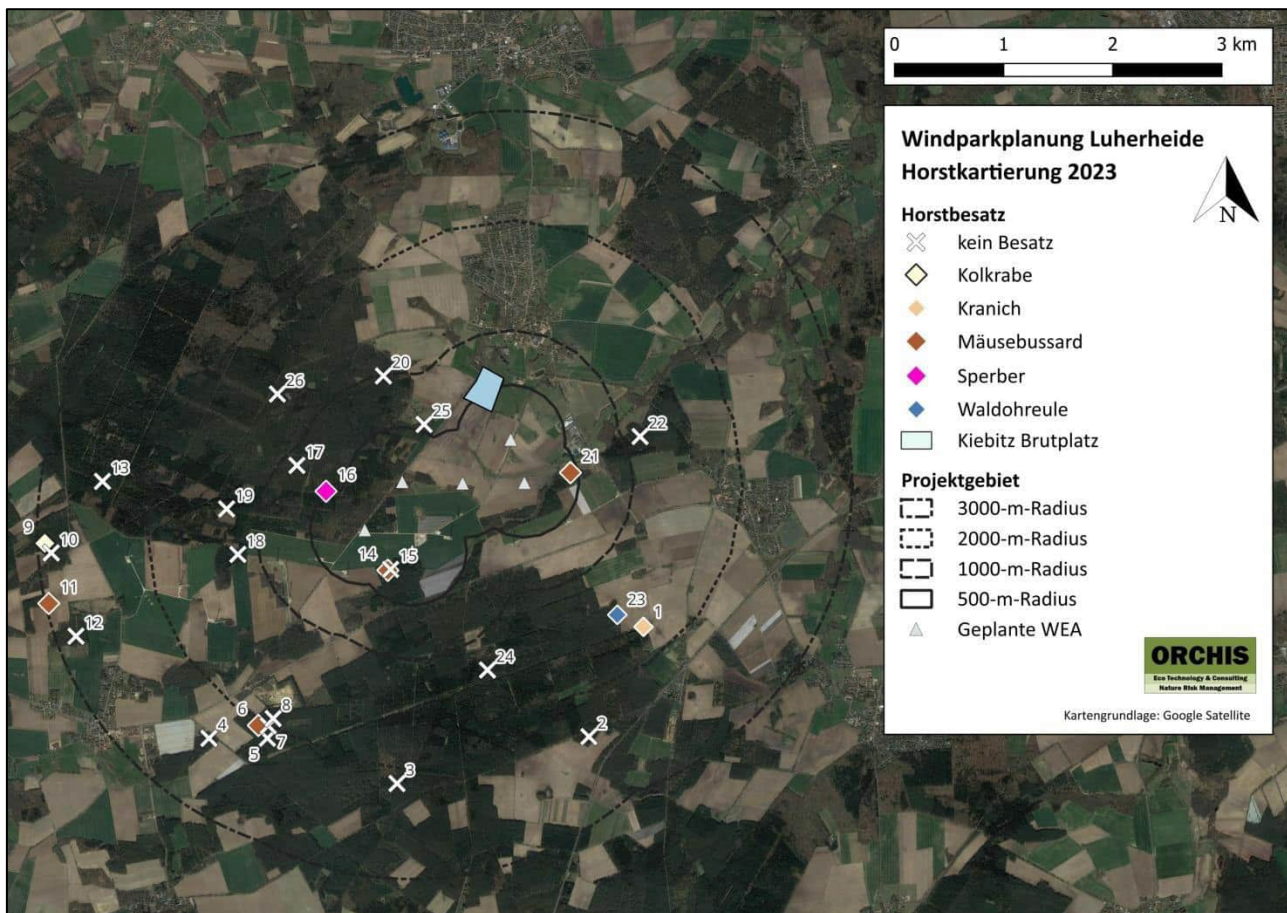 0 1 2 3 km
Windparkplanung Luherheide
Horstkartierung 2023
N
Horstbesatz
kein Besatz
Kolkrabe
Kranich
Mäusebussard
Sperber
Waldohreule
Kiebitz Brutplatz
Projektgebiet
3000-m-Radius
2000-m-Radius
1000-m-Radius
500-m-Radius
Geplante WEA
ORCHIS
Eco Technology & Consulting
Nature Risk Management
Kartengrundlage: Google Satellite
20
26
25
22
17
16
21
13
19
9
10
18
14
15
11
12
23
1
24
6
8
4
5
7
2
3